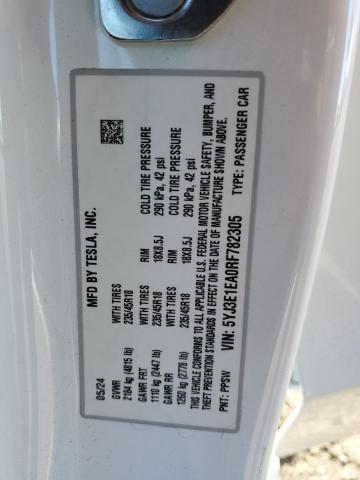 MFD BY TESLA, INC.
05/24
GVWR WITH TIRES RIM COLD TIRE PRESSURE
2184 kg (4815 lb) 235/45R18 18X8.5J 290 kPa, 42 psi
GAWR FRT WITH TIRES RIM COLD TIRE PRESSURE
1110 kg (2447 lb) 235/45R18 18X8.5J 290 kPa, 42 psi
GAWR RR
1260 kg (2778 lb) 235/45R18
THIS VEHICLE CONFORMS TO ALL APPLICABLE U.S. FEDERAL MOTOR VEHICLE SAFETY, BUMPER, AND
THEFT PREVENTION STANDARDS IN EFFECT ON THE DATE OF MANUFACTURE SHOWN ABOVE.
VIN: 5YJ3E1EA0RF782305
PNT: PPSW TYPE: PASSENGER CAR